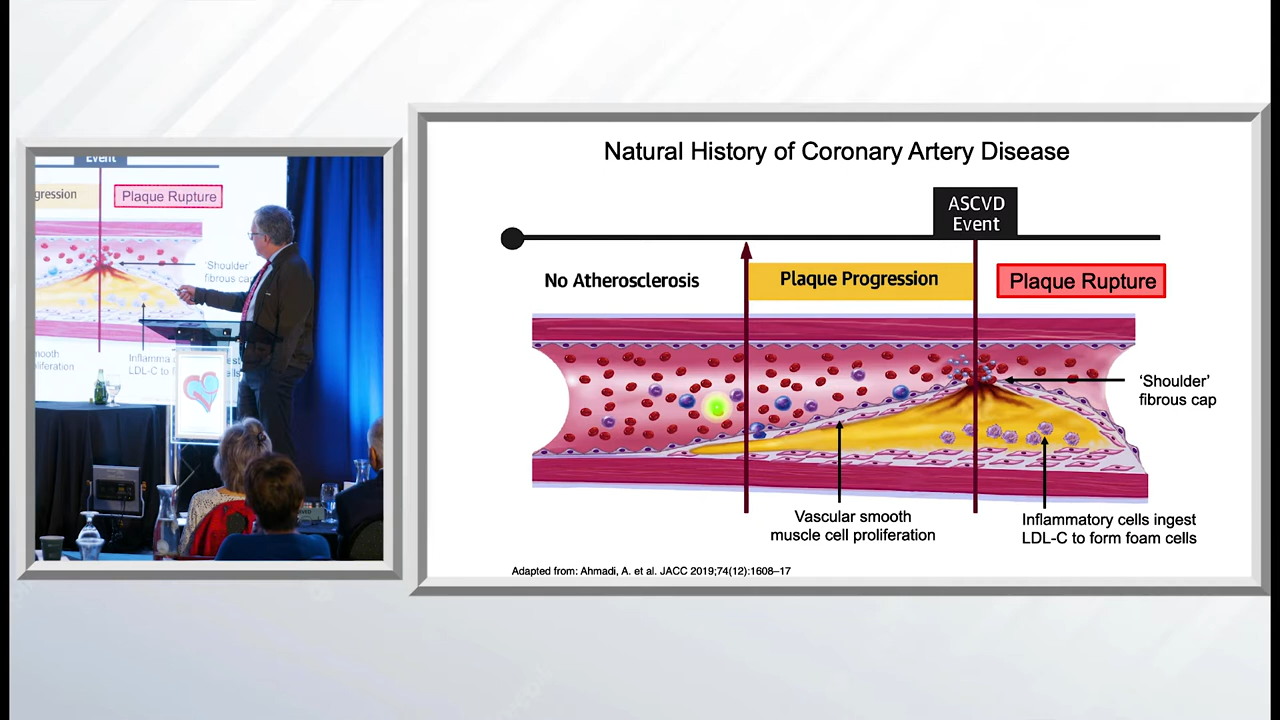 Event
gression
Plaque Rupture
'Shoulder'
fibrous cap
Inflamma
LDL-C to
Natural History of Coronary Artery Disease
ASCVD
Event
No Atherosclerosis
Plaque Progression
Plaque Rupture
'Shoulder'
fibrous cap
Vascular smooth
muscle cell proliferation
Inflammatory cells ingest
LDL-C to form foam cells
Adapted from: Ahmadi, A. et al. JACC 2019;74(12):1608–17